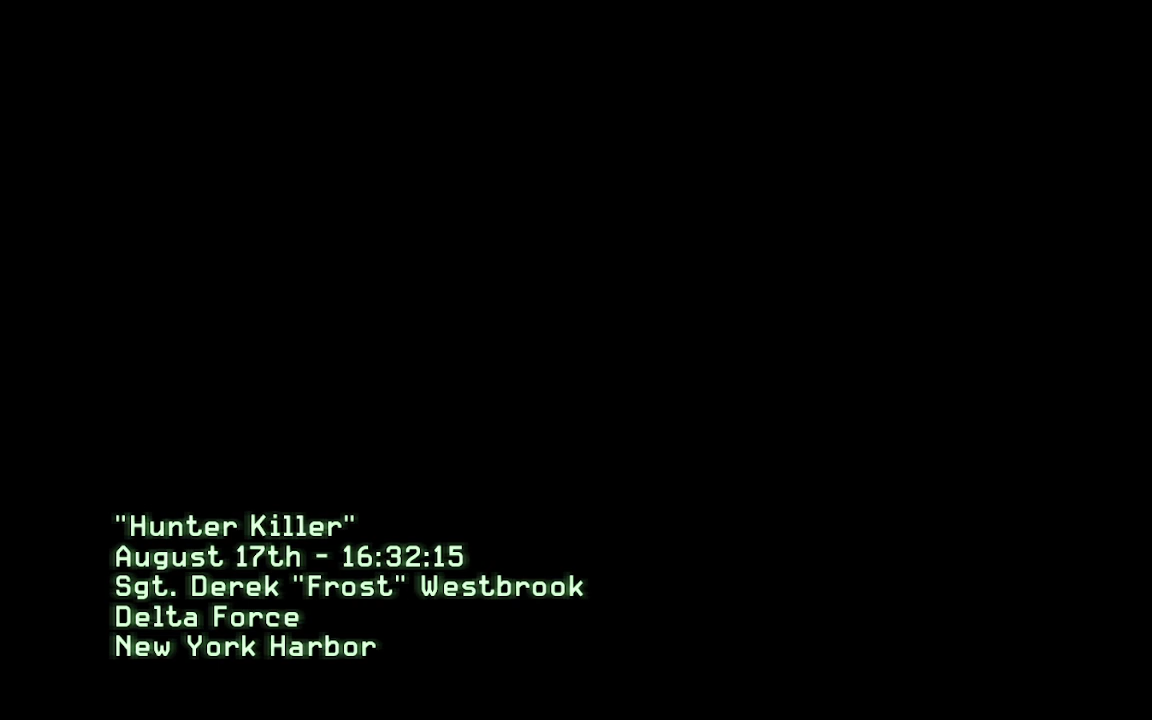 "Hunter Killer"
August 17th - 16:32:15
Sgt. Derek "Frost" Westbrook
Delta Force
New York Harbor